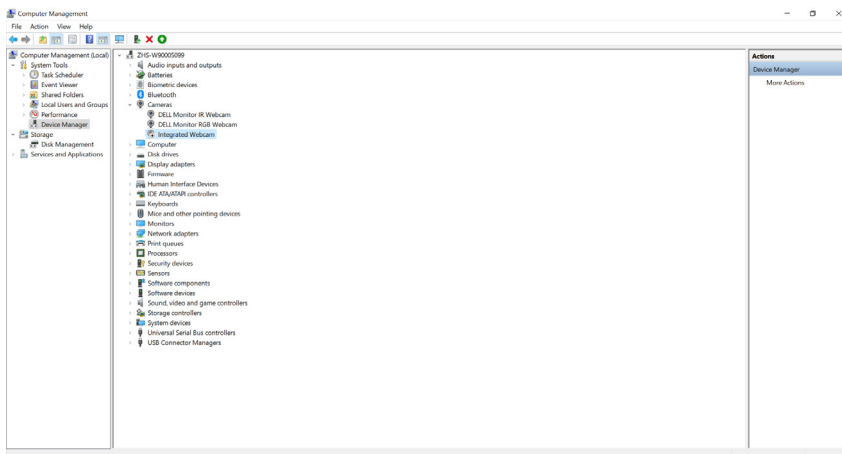 Computer Management
File Action View Help
Computer Management (Local)
System Tools
Task Scheduler
Event Viewer
Shared Folders
Local Users and Groups
Performance
Device Manager
Storage
Disk Management
Services and Applications
ZHS-W90005099
Audio inputs and outputs
Batteries
Biometric devices
Bluetooth
Cameras
DELL Monitor IR Webcam
DELL Monitor RGB Webcam
Integrated Webcam
Computer
Disk drives
Display adapters
Firmware
Human Interface Devices
IDE ATA/ATAPI controllers
Keyboards
Mice and other pointing devices
Monitors
Network adapters
Print queues
Processors
Security devices
Sensors
Software components
Software devices
Sound, video and game controllers
Storage controllers
System devices
Universal Serial Bus controllers
USB Connector Managers
Actions
Device Manager
More Actions